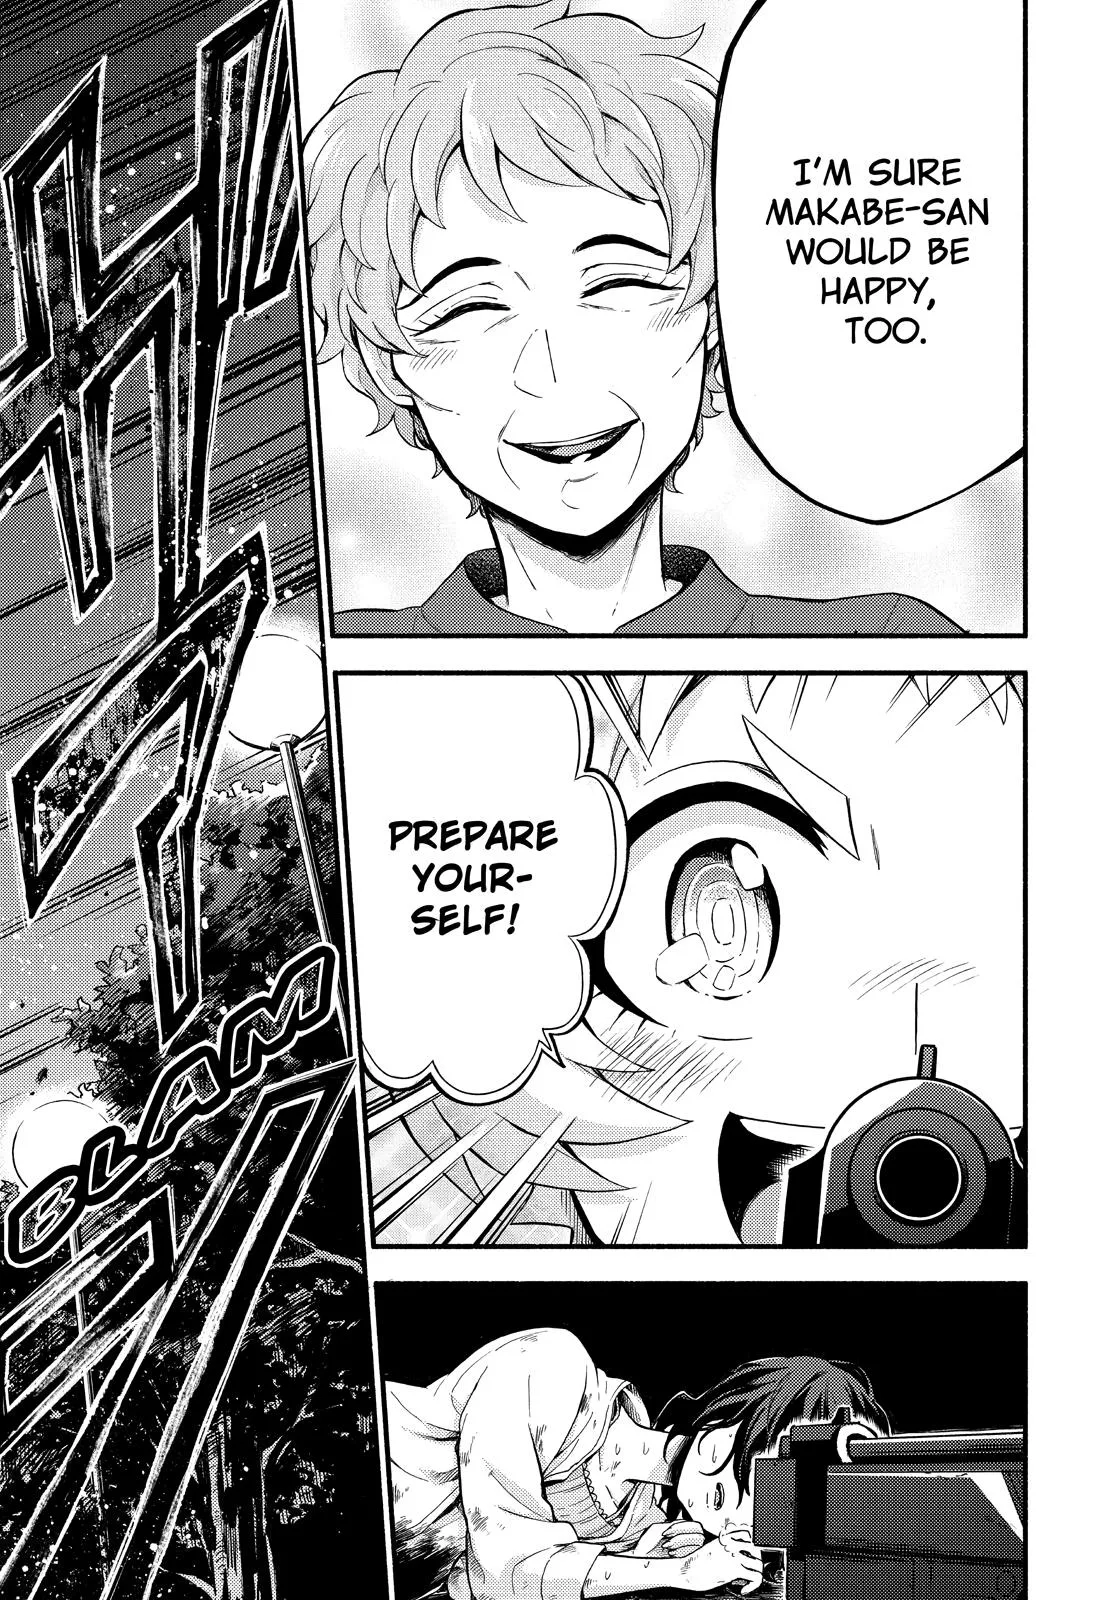 I'M SURE
MAKABE-SAN
WOULD BE
HAPPY,
TOO.
PREPARE
YOUR-
SELF!
BLAM